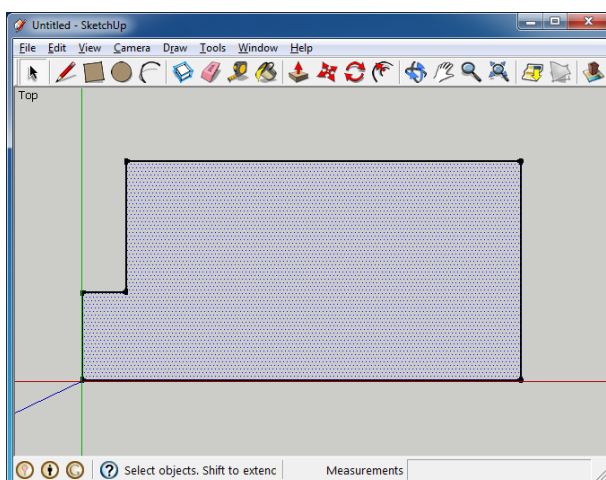 Untitled - SketchUp
File Edit View Camera Draw Tools Window Help
Top
Select objects. Shift to extenc
Measurements